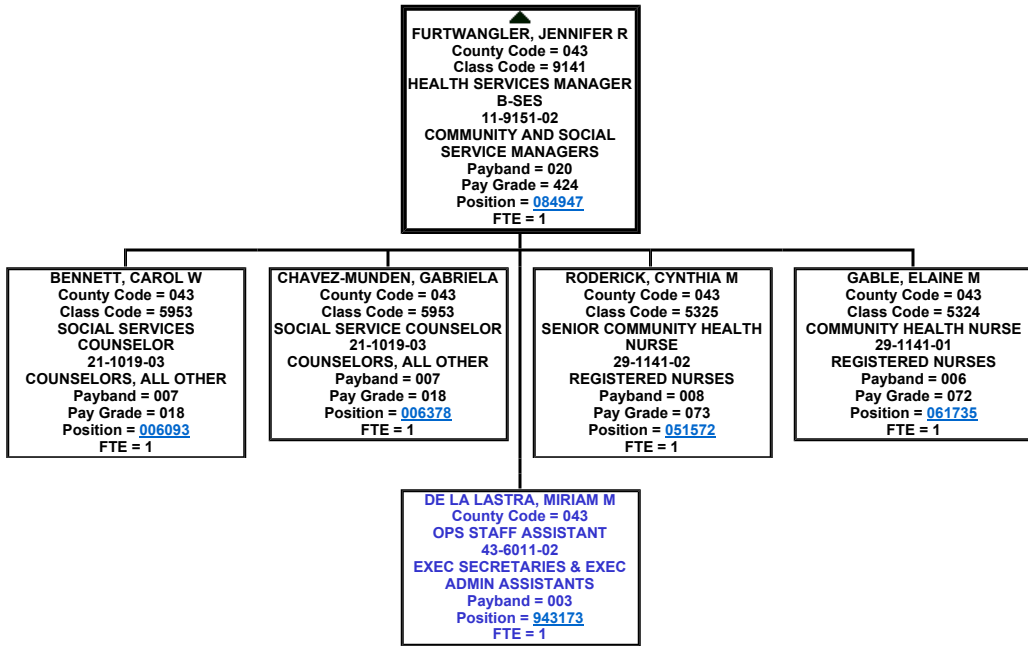 FURTWANGLER, JENNIFER R
County Code = 043
Class Code = 9141
HEALTH SERVICES MANAGER
B-SES
11-9151-02
COMMUNITY AND SOCIAL
SERVICE MANAGERS
Payband = 020
Pay Grade = 424
Position = 084947
FTE = 1
BENNETT, CAROL W
County Code = 043
Class Code = 5953
SOCIAL SERVICES
COUNSELOR
21-1019-03
COUNSELORS, ALL OTHER
Payband = 007
Pay Grade = 018
Position = 006093
FTE = 1
CHAVEZ-MUNDEN, GABRIELA
County Code = 043
Class Code = 5953
SOCIAL SERVICE COUNSELOR
21-1019-03
COUNSELORS, ALL OTHER
Payband = 007
Pay Grade = 018
Position = 006378
FTE = 1
RODERICK, CYNTHIA M
County Code = 043
Class Code = 5325
SENIOR COMMUNITY HEALTH
NURSE
29-1141-02
REGISTERED NURSES
Payband = 008
Pay Grade = 073
Position = 051572
FTE = 1
GABLE, ELAINE M
County Code = 043
Class Code = 5324
COMMUNITY HEALTH NURSE
29-1141-01
REGISTERED NURSES
Payband = 006
Pay Grade = 072
Position = 061735
FTE = 1
DE LA LASTRA, MIRIAM M
County Code = 043
OPS STAFF ASSISTANT
43-6011-02
EXEC SECRETARIES & EXEC
ADMIN ASSISTANTS
Payband = 003
Position = 943173
FTE = 1